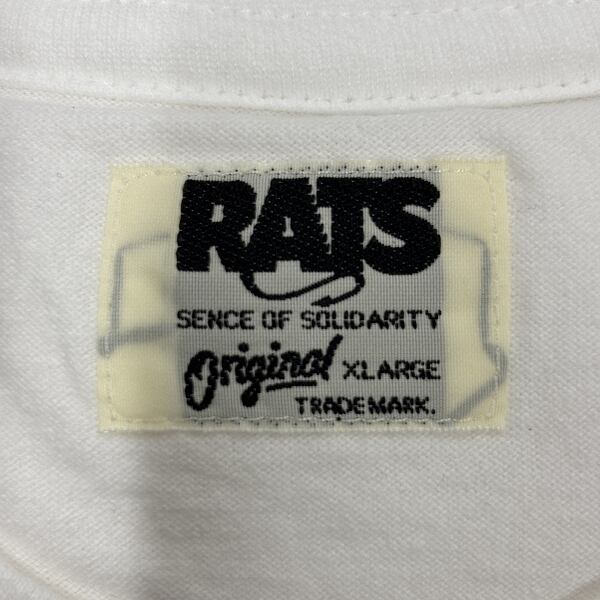 RATS
SENCE OF SOLIDARITY
Original XLARGE
TRADEMARK.